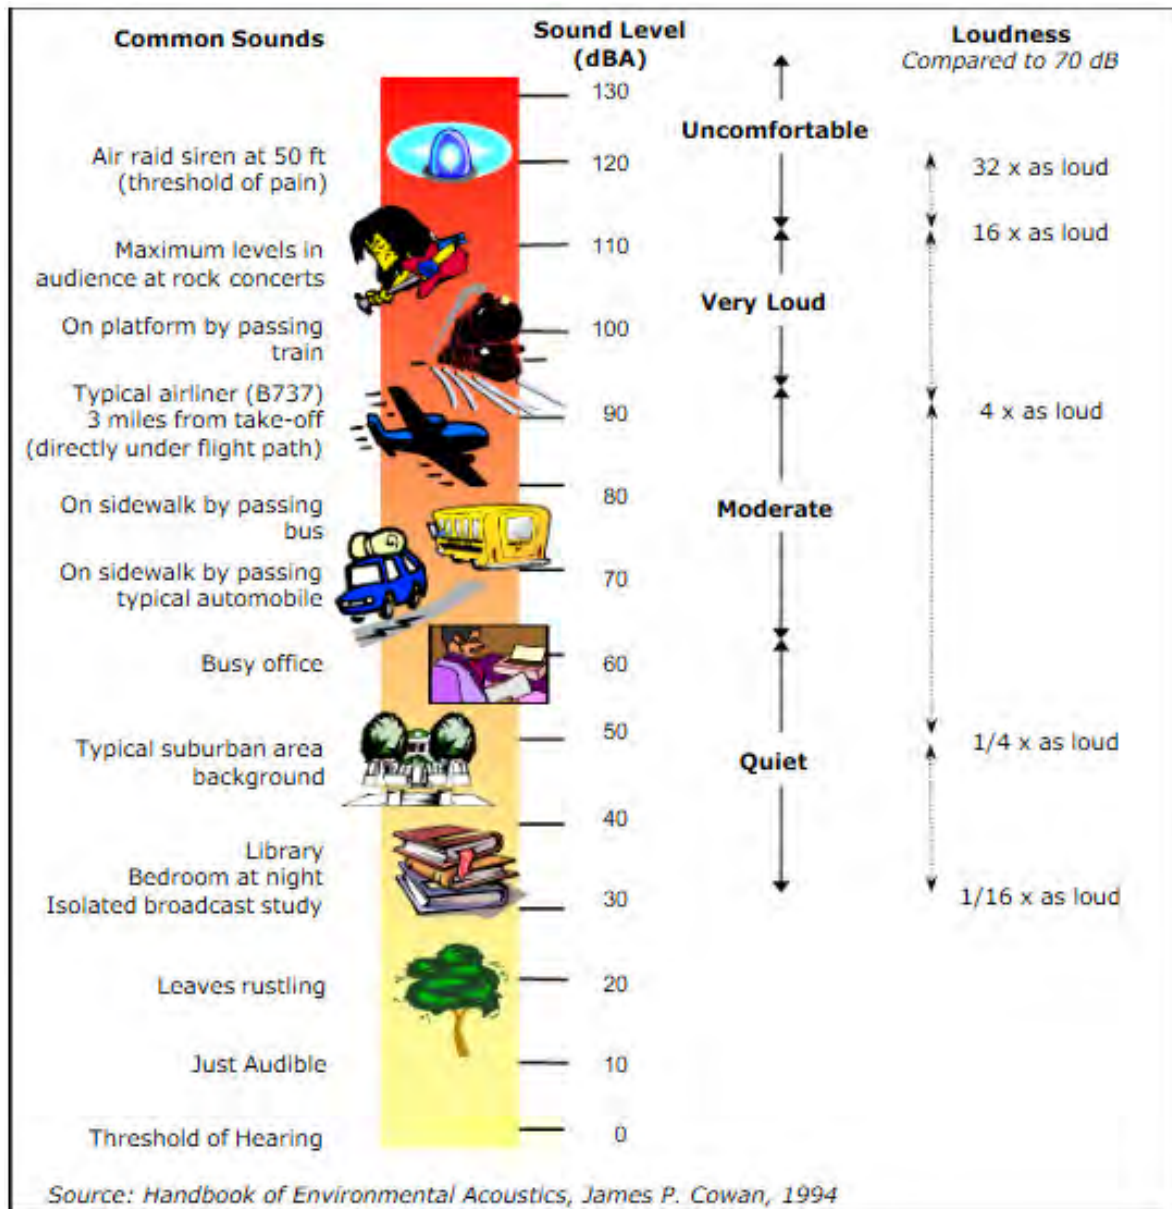 Common Sounds
Sound Level
(dBA)
Loudness
Compared to 70 dB
130
Uncomfortable
Air raid siren at 50 ft
(threshold of pain)
120
32 x as loud
16 x as loud
Maximum levels in
audience at rock concerts
110
Very Loud
On platform by passing
train
100
Typical airliner (B737)
3 miles from take-off
(directly under flight path)
90
4 x as loud
80
On sidewalk by passing
bus
Moderate
On sidewalk by passing
typical automobile
70
Busy office
60
50
Typical suburban area
background
1/4 x as loud
Quiet
40
Library
Bedroom at night
Isolated broadcast study
30
1/16 x as loud
Leaves rustling
20
Just Audible
10
Threshold of Hearing
0
Source: Handbook of Environmental Acoustics, James P. Cowan, 1994